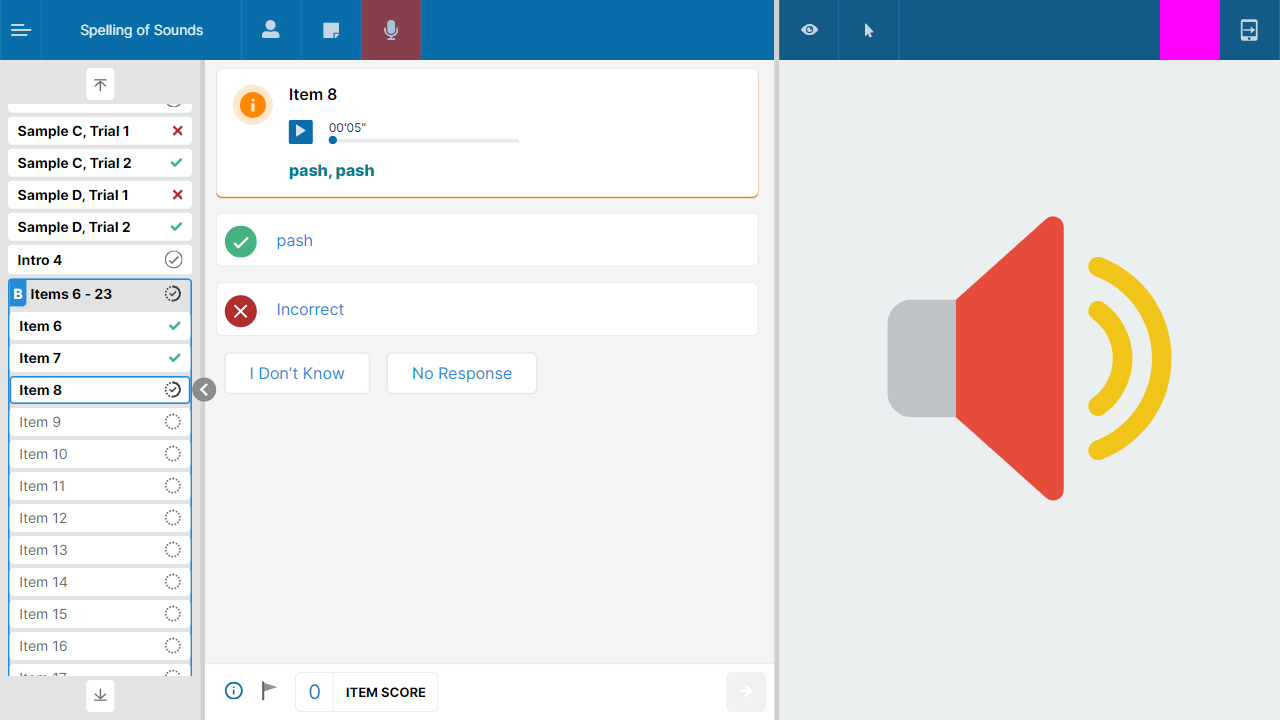 Spelling of Sounds
Sample C, Trial 1
Sample C, Trial 2
Sample D, Trial 1
Sample D, Trial 2
Intro 4
B Items 6 - 23
Item 6
Item 7
Item 8
Item 9
Item 10
Item 11
Item 12
Item 13
Item 14
Item 15
Item 16
Item 8
00'05"
pash, pash
pash
Incorrect
I Don't Know No Response
0 ITEM SCORE